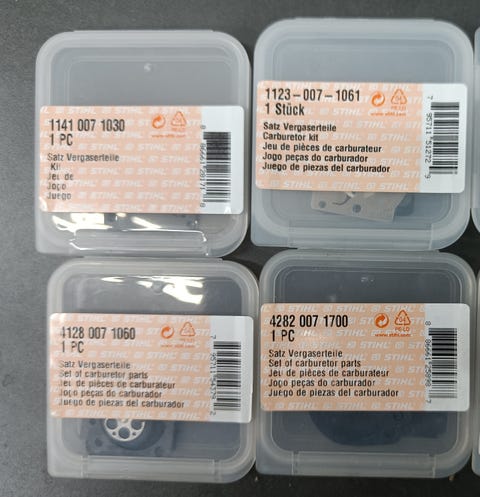 1141 007 1030
1 PC
Satz Vergaserteile
Kit
Jeu de
Jogo
Juego
1123-007-1061
1 Stück
Satz Vergaserteile
Carburetor kit
Jeu de pièces de carburateur
Jogo peças do carburador
Juego de piezas del carburador
4128 007 1060
1 PC
Satz Vergaserteile
Set of carburetor parts
Jeu de pièces de carburateur
Jogo peças do carburador
Juego de piezas del carburador
4282 007 1700
1 PC
Satz Vergaserteile
Set of carburetor parts
Jeu de pièces de carburateur
Jogo peças do carburador
Juego de piezas del carburador
STIHL